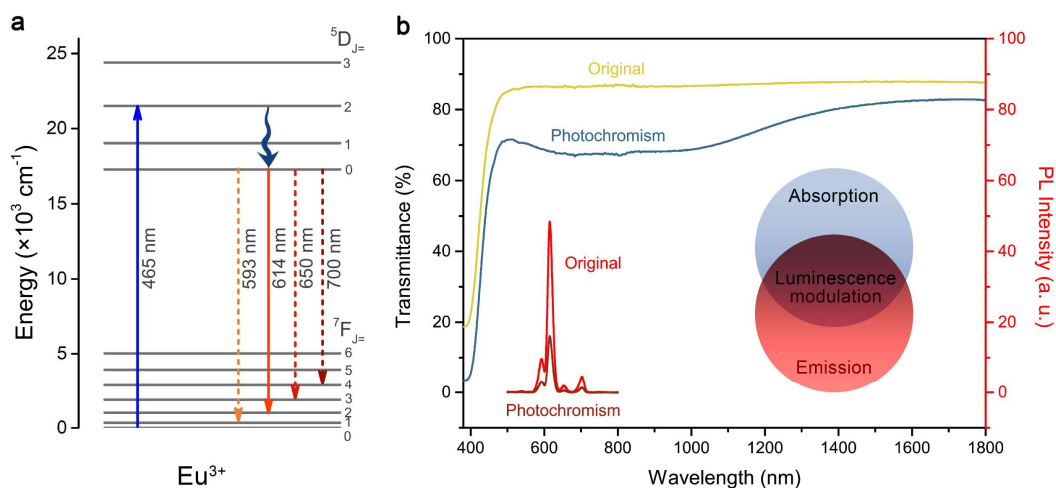 a
⁵D_J=
25
20
15
10
5
0
Energy (×10³ cm⁻¹)
3
2
1
0
465 nm
593 nm
614 nm
650 nm
700 nm
⁷F_J=
6
5
4
3
2
1
0
Eu³⁺
b
100
80
60
40
20
0
Transmittance (%)
Original
Photochromism
Original
Photochromism
Absorption
Luminescence
modulation
Emission
100
80
60
40
20
0
PL Intensity (a. u.)
400 600 800 1000 1200 1400 1600 1800
Wavelength (nm)